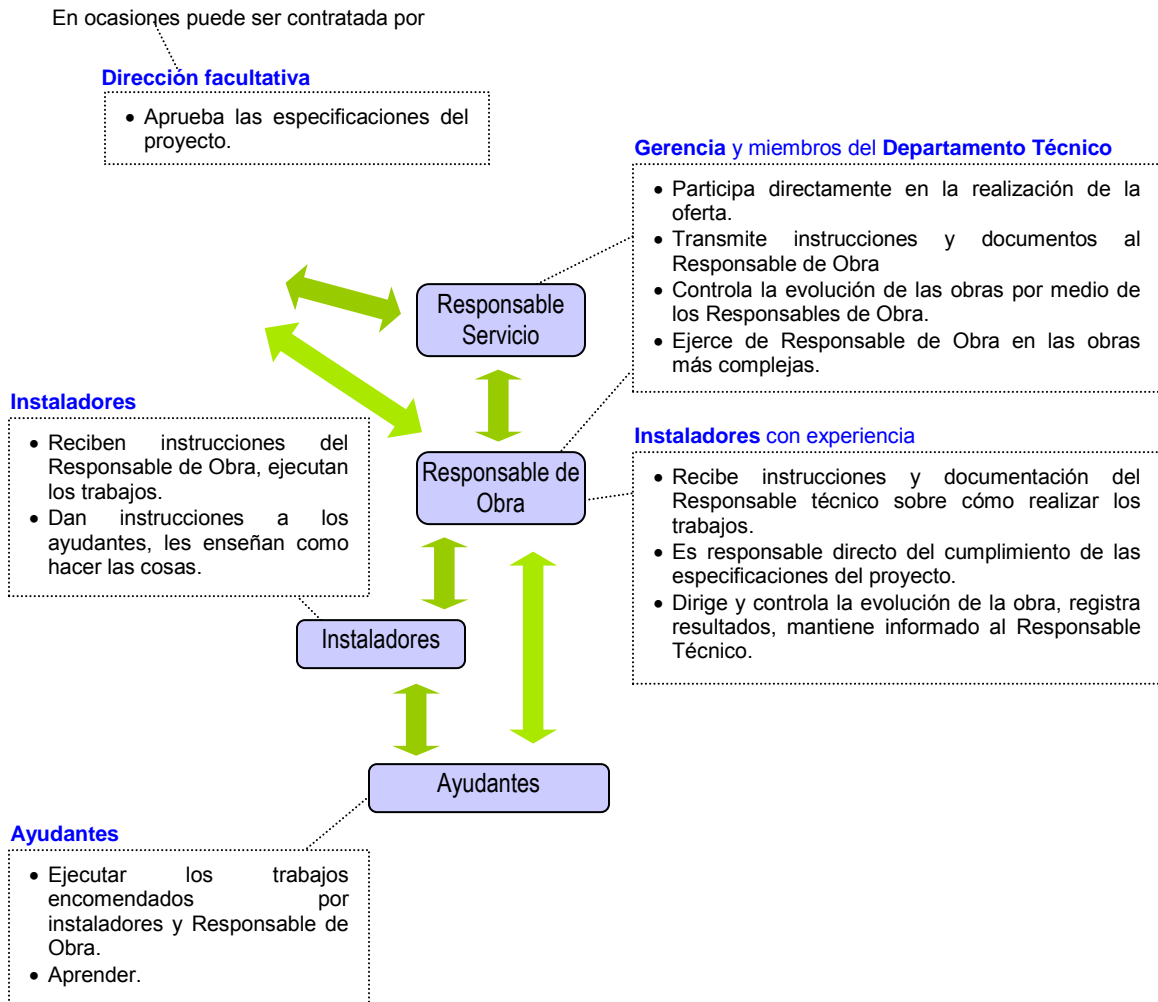 En ocasiones puede ser contratada por
Dirección facultativa
• Aprueba las especificaciones del
proyecto.
Gerencia y miembros del Departamento Técnico
• Participa directamente en la realización de la
oferta.
• Transmite instrucciones y documentos al
Responsable de Obra
• Controla la evolución de las obras por medio de
los Responsables de Obra.
• Ejerce de Responsable de Obra en las obras
más complejas.
Responsable
Servicio
Instaladores
• Reciben instrucciones del
Responsable de Obra, ejecutan
los trabajos.
• Dan instrucciones a los
ayudantes, les enseñan como
hacer las cosas.
Responsable de
Obra
Instaladores con experiencia
• Recibe instrucciones y documentación del
Responsable técnico sobre cómo realizar los
trabajos.
• Es responsable directo del cumplimiento de las
especificaciones del proyecto.
• Dirige y controla la evolución de la obra, registra
resultados, mantiene informado al Responsable
Técnico.
Instaladores
Ayudantes
Ayudantes
• Ejecutar los trabajos
encomendados por
instaladores y Responsable de
Obra.
• Aprender.